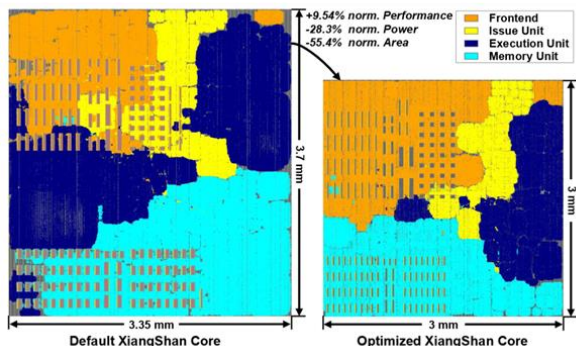 +9.54% norm. Performance
-28.3% norm. Power
-55.4% norm. Area
Frontend
Issue Unit
Execution Unit
Memory Unit
3.7 mm
3 mm
3.35 mm
3 mm
Default XiangShan Core
Optimized XiangShan Core